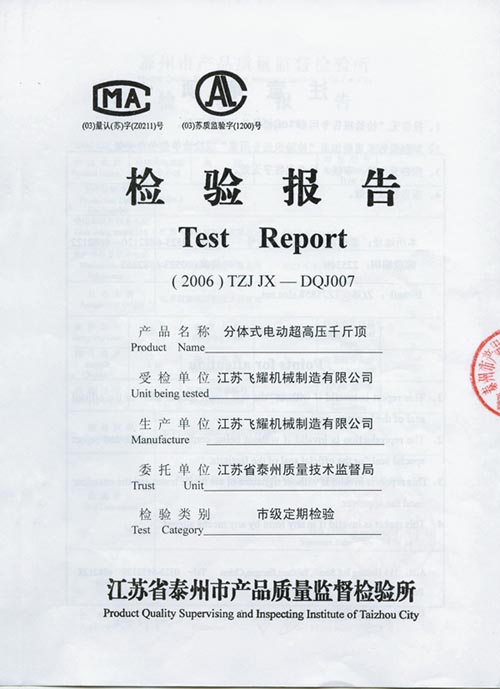 CMA
CAL
(03)量认(苏)字(Z0211)号
(03)苏质监验字(1200)号
检验报告
Test Report
(2006)TZJ JX—DQJ007
产品名称 分体式电动超高压千斤顶
Product Name
受检单位 江苏飞耀机械制造有限公司
Unit being tested
生产单位 江苏飞耀机械制造有限公司
Manufacture
委托单位 江苏省泰州质量技术监督局
Trust Unit
检验类别 市级定期检验
Test Category
江苏省泰州市产品质量监督检验所
Product Quality Supervising and Inspecting Institute of Taizhou City
泰州市产